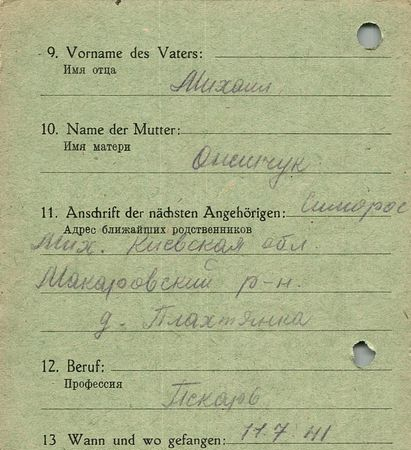 9. Vorname des Vaters:
Имя отца
Михаил
10. Name der Mutter:
Имя матери
Онищук
11. Anschrift der nächsten Angehörigen:
Адрес ближайших родственников
Мих. Киевская обл.
Макаровский р-н.
д. Плахтянка
12. Beruf:
Профессия
13 Wann und wo gefangen: 11.7.41